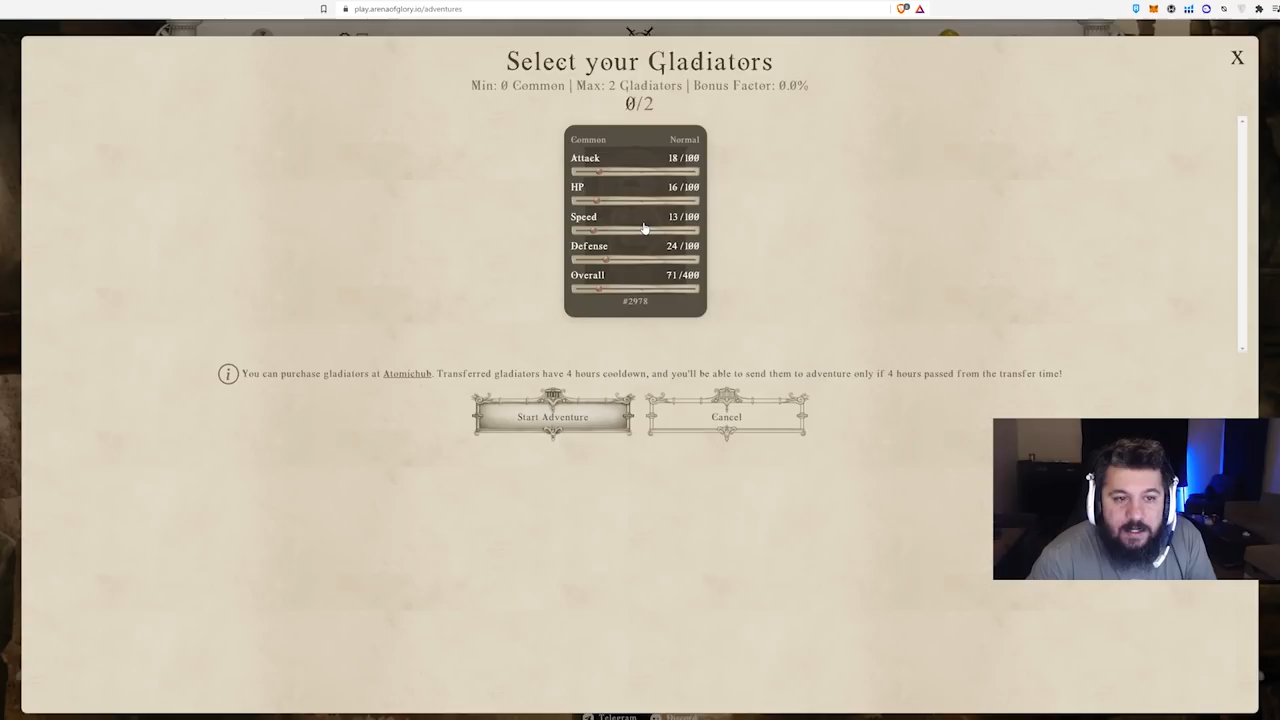 play.arenaofglory.io/adventures
Select your Gladiators
Min: 0 Common | Max: 2 Gladiators | Bonus Factor: 0.0%
0/2
X
Common Normal
Attack 18/100
HP 16/100
Speed 13/100
Defense 24/100
Overall 71/400
#2978
i You can purchase gladiators at Atomichub. Transferred gladiators have 4 hours cooldown, and you'll be able to send them to adventure only if 4 hours passed from the transfer time!
Start Adventure Cancel
Telegram Discord